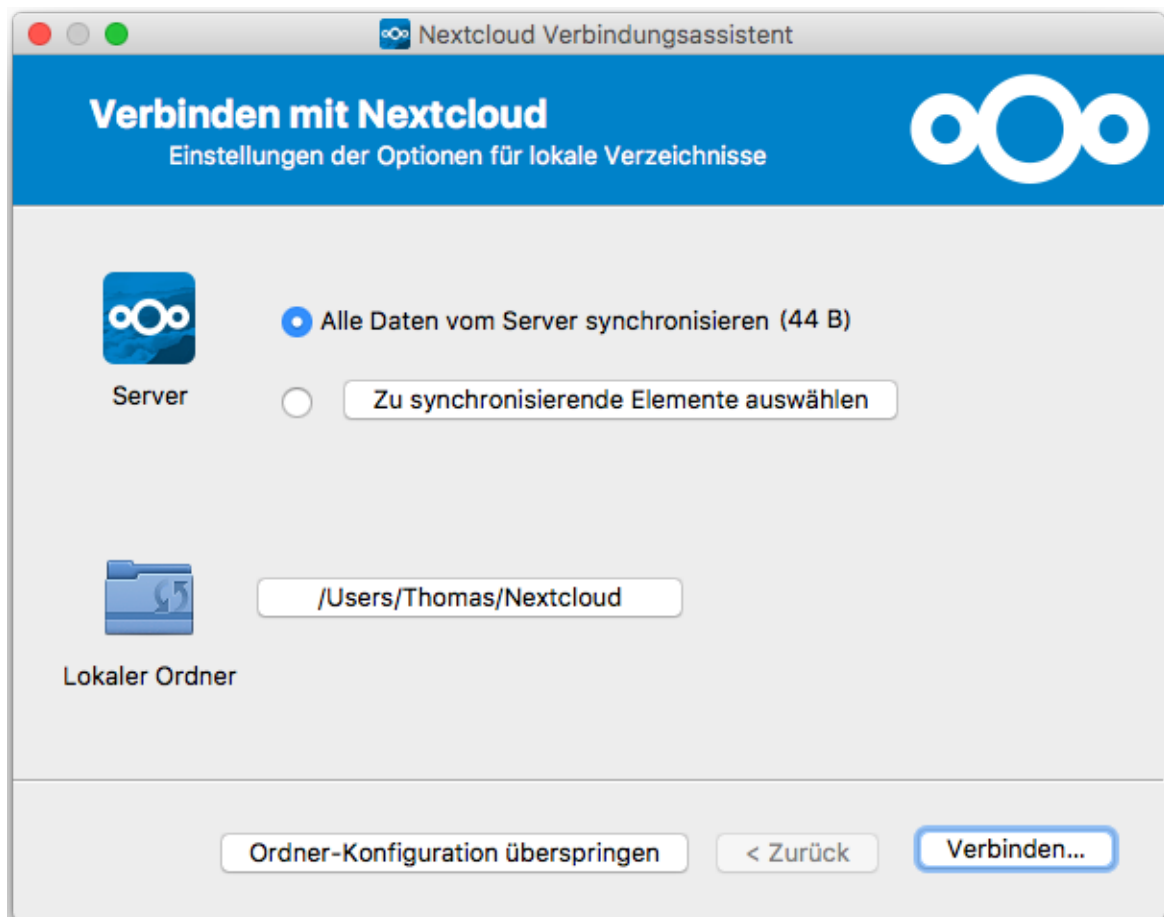 Nextcloud Verbindungsassistent
Verbinden mit Nextcloud
Einstellungen der Optionen für lokale Verzeichnisse
Alle Daten vom Server synchronisieren (44 B)
Server
Zu synchronisierende Elemente auswählen
/Users/Thomas/Nextcloud
Lokaler Ordner
Ordner-Konfiguration überspringen
< Zurück
Verbinden...